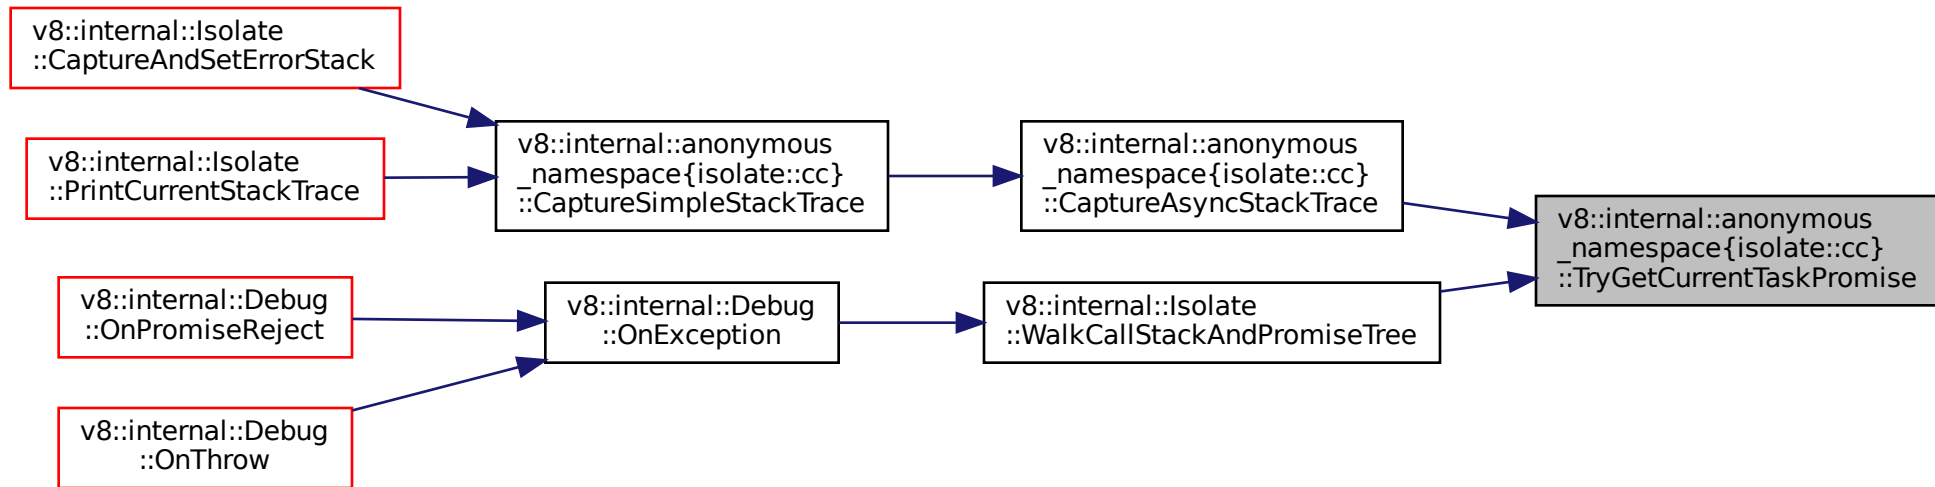 v8::internal::Isolate
::CaptureAndSetErrorStack
v8::internal::Isolate
::PrintCurrentStackTrace
v8::internal::anonymous
_namespace{isolate::cc}
::CaptureSimpleStackTrace
v8::internal::anonymous
_namespace{isolate::cc}
::CaptureAsyncStackTrace
v8::internal::anonymous
_namespace{isolate::cc}
::TryGetCurrentTaskPromise
v8::internal::Debug
::OnPromiseReject
v8::internal::Debug
::OnException
v8::internal::Isolate
::WalkCallStackAndPromiseTree
v8::internal::Debug
::OnThrow